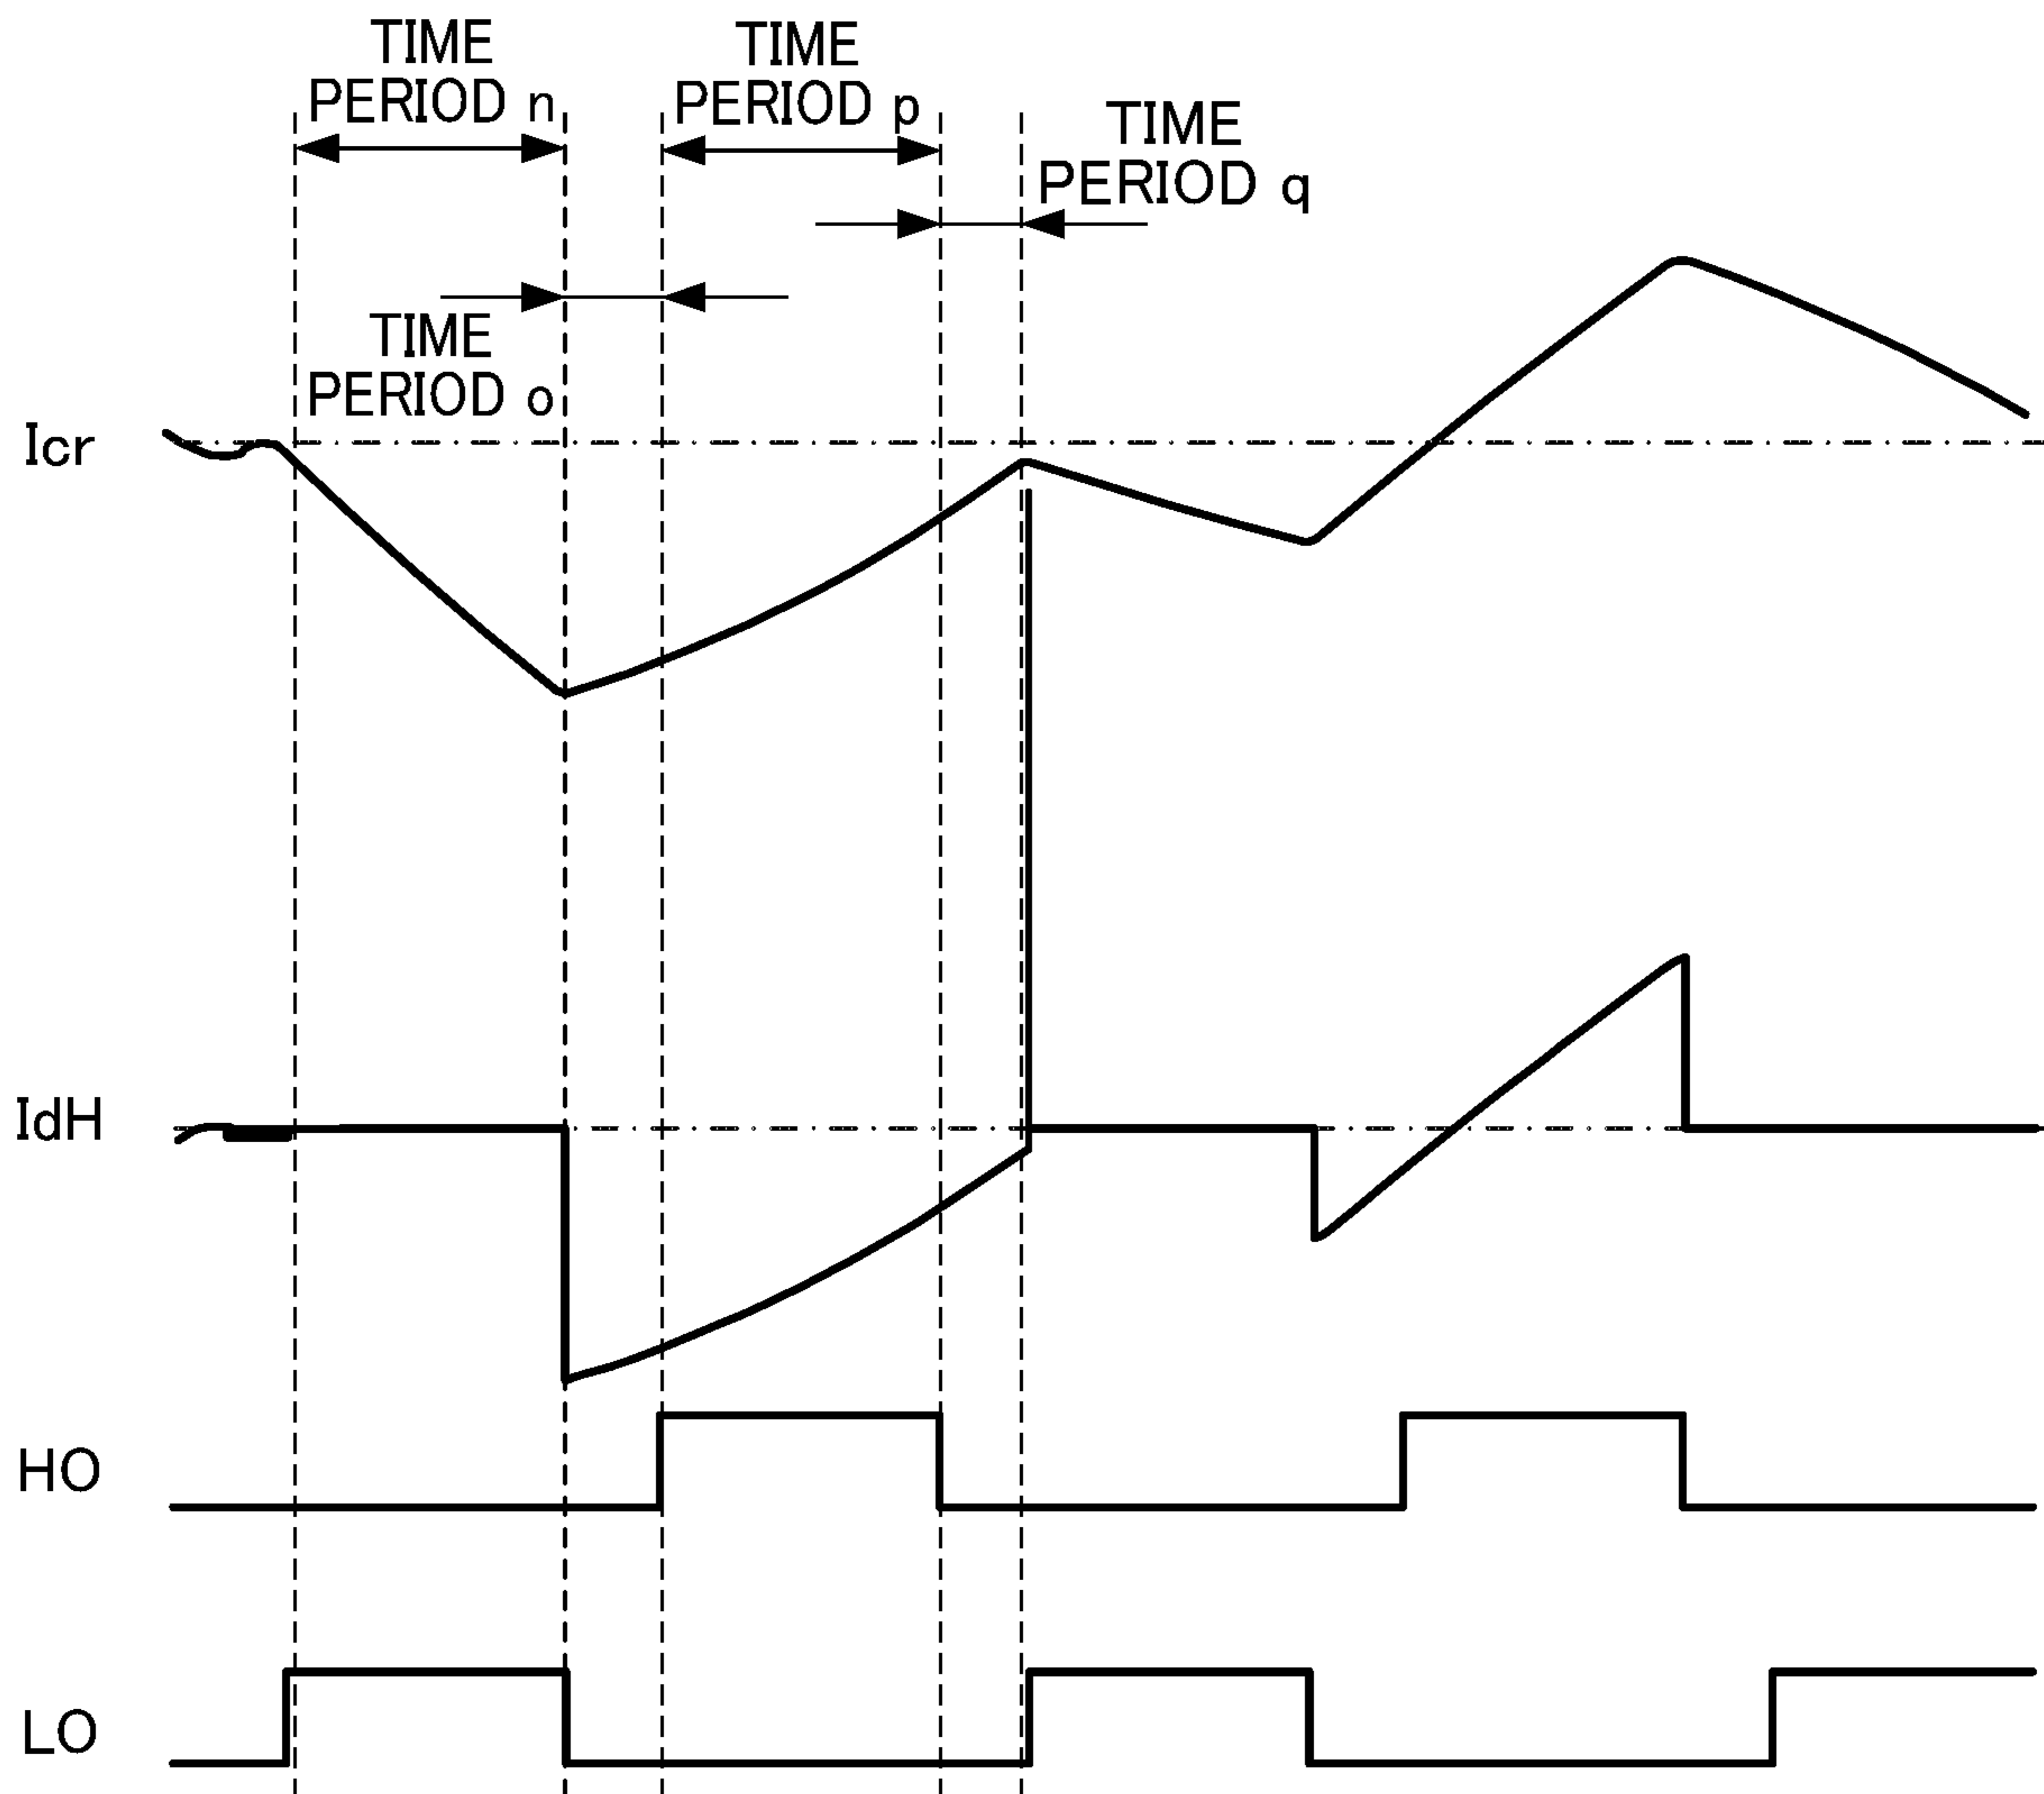 TIME
PERIOD n
TIME
PERIOD p
TIME
PERIOD q
TIME
PERIOD o
Icr
IdH
HO
LO